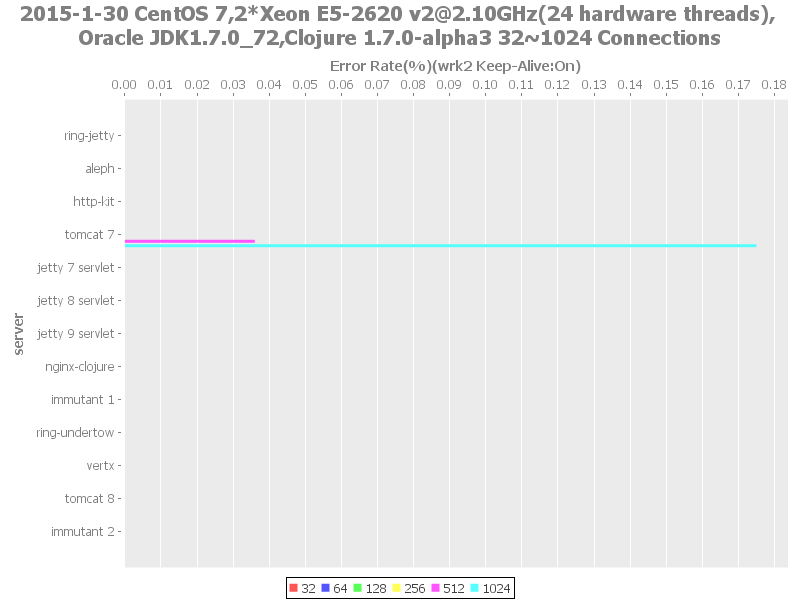 2015-1-30 CentOS 7,2*Xeon E5-2620 v2@2.10GHz(24 hardware threads),
Oracle JDK1.7.0_72,Clojure 1.7.0-alpha3 32~1024 Connections
Error Rate(%)(wrk2 Keep-Alive:On)
0.00 0.01 0.02 0.03 0.04 0.05 0.06 0.07 0.08 0.09 0.10 0.11 0.12 0.13 0.14 0.15 0.16 0.17 0.18
server
ring-jetty
aleph
http-kit
tomcat 7
jetty 7 servlet
jetty 8 servlet
jetty 9 servlet
nginx-clojure
immutant 1
ring-undertow
vertx
tomcat 8
immutant 2
32 64 128 256 512 1024